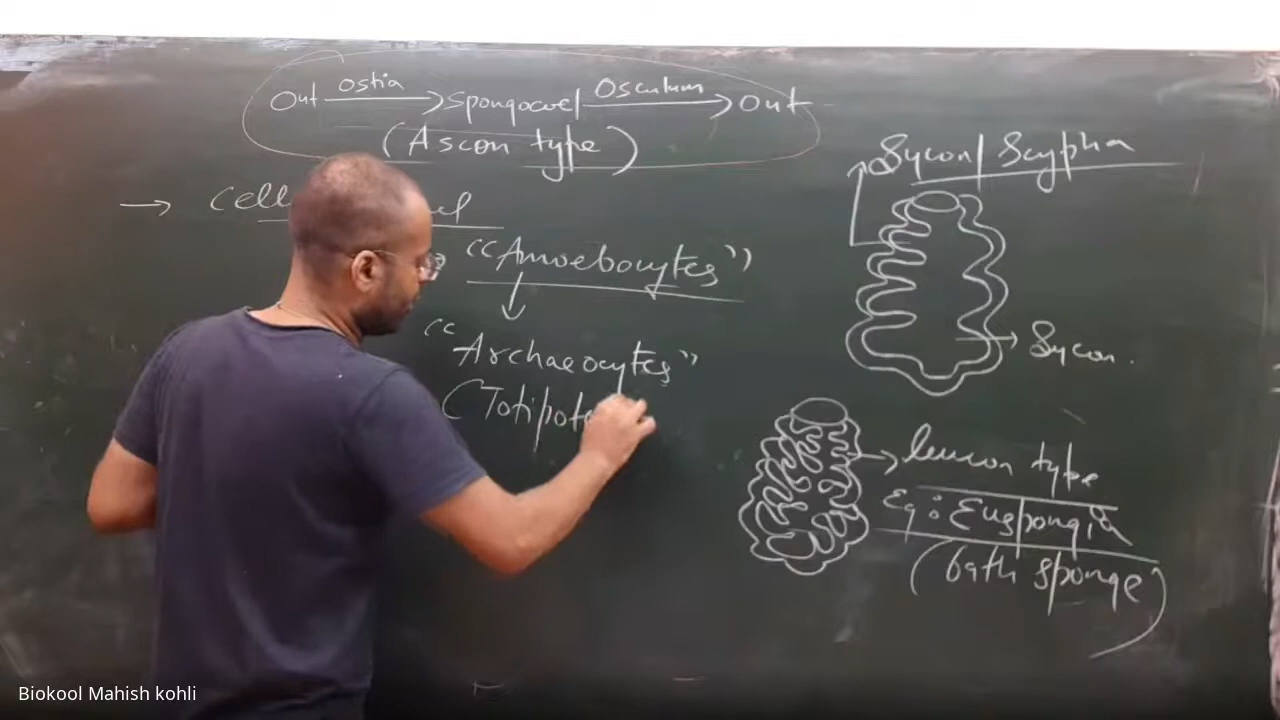 Out ostia → Spongocoel Osculum → Out
(Ascon type)
→ Cell
"Amoebocytes"
"Archaeocytes"
(Totipote
Sycon/Scypha
→ Sycon.
→ leucon type
Eg: Euspongia
(bath sponge)
Biokool Mahish kohli